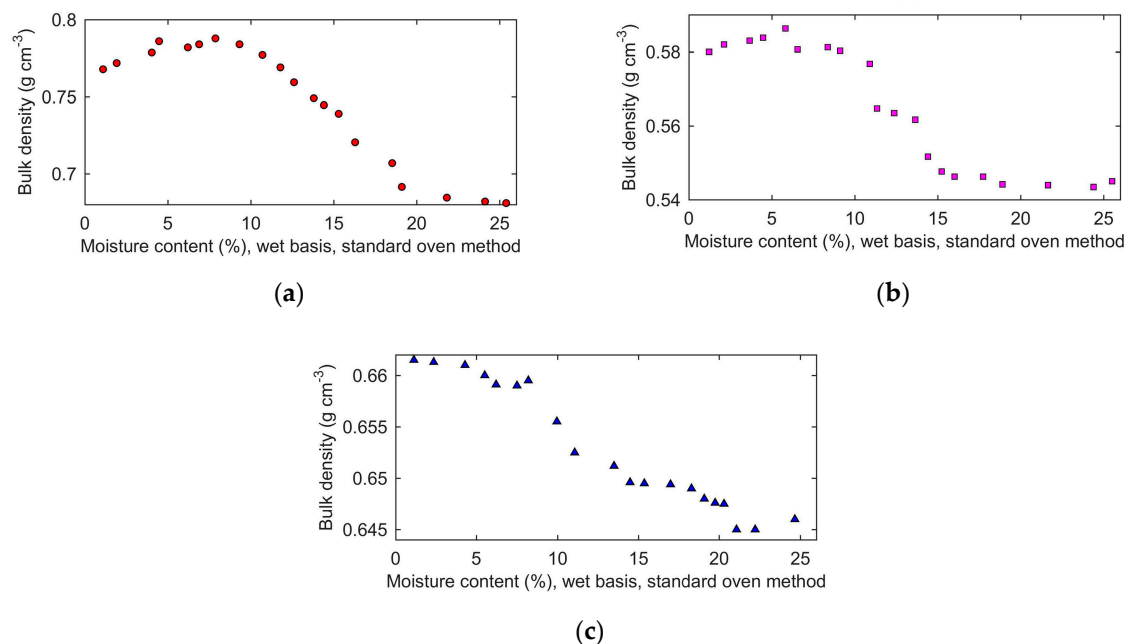 0.8
0.75
0.7
Bulk density (g cm⁻³)
0 5 10 15 20 25
Moisture content (%), wet basis, standard oven method
(a)
0.58
0.56
0.54
Bulk density (g cm⁻³)
0 5 10 15 20 25
Moisture content (%), wet basis, standard oven method
(b)
0.66
0.655
0.65
0.645
Bulk density (g cm⁻³)
0 5 10 15 20 25
Moisture content (%), wet basis, standard oven method
(c)